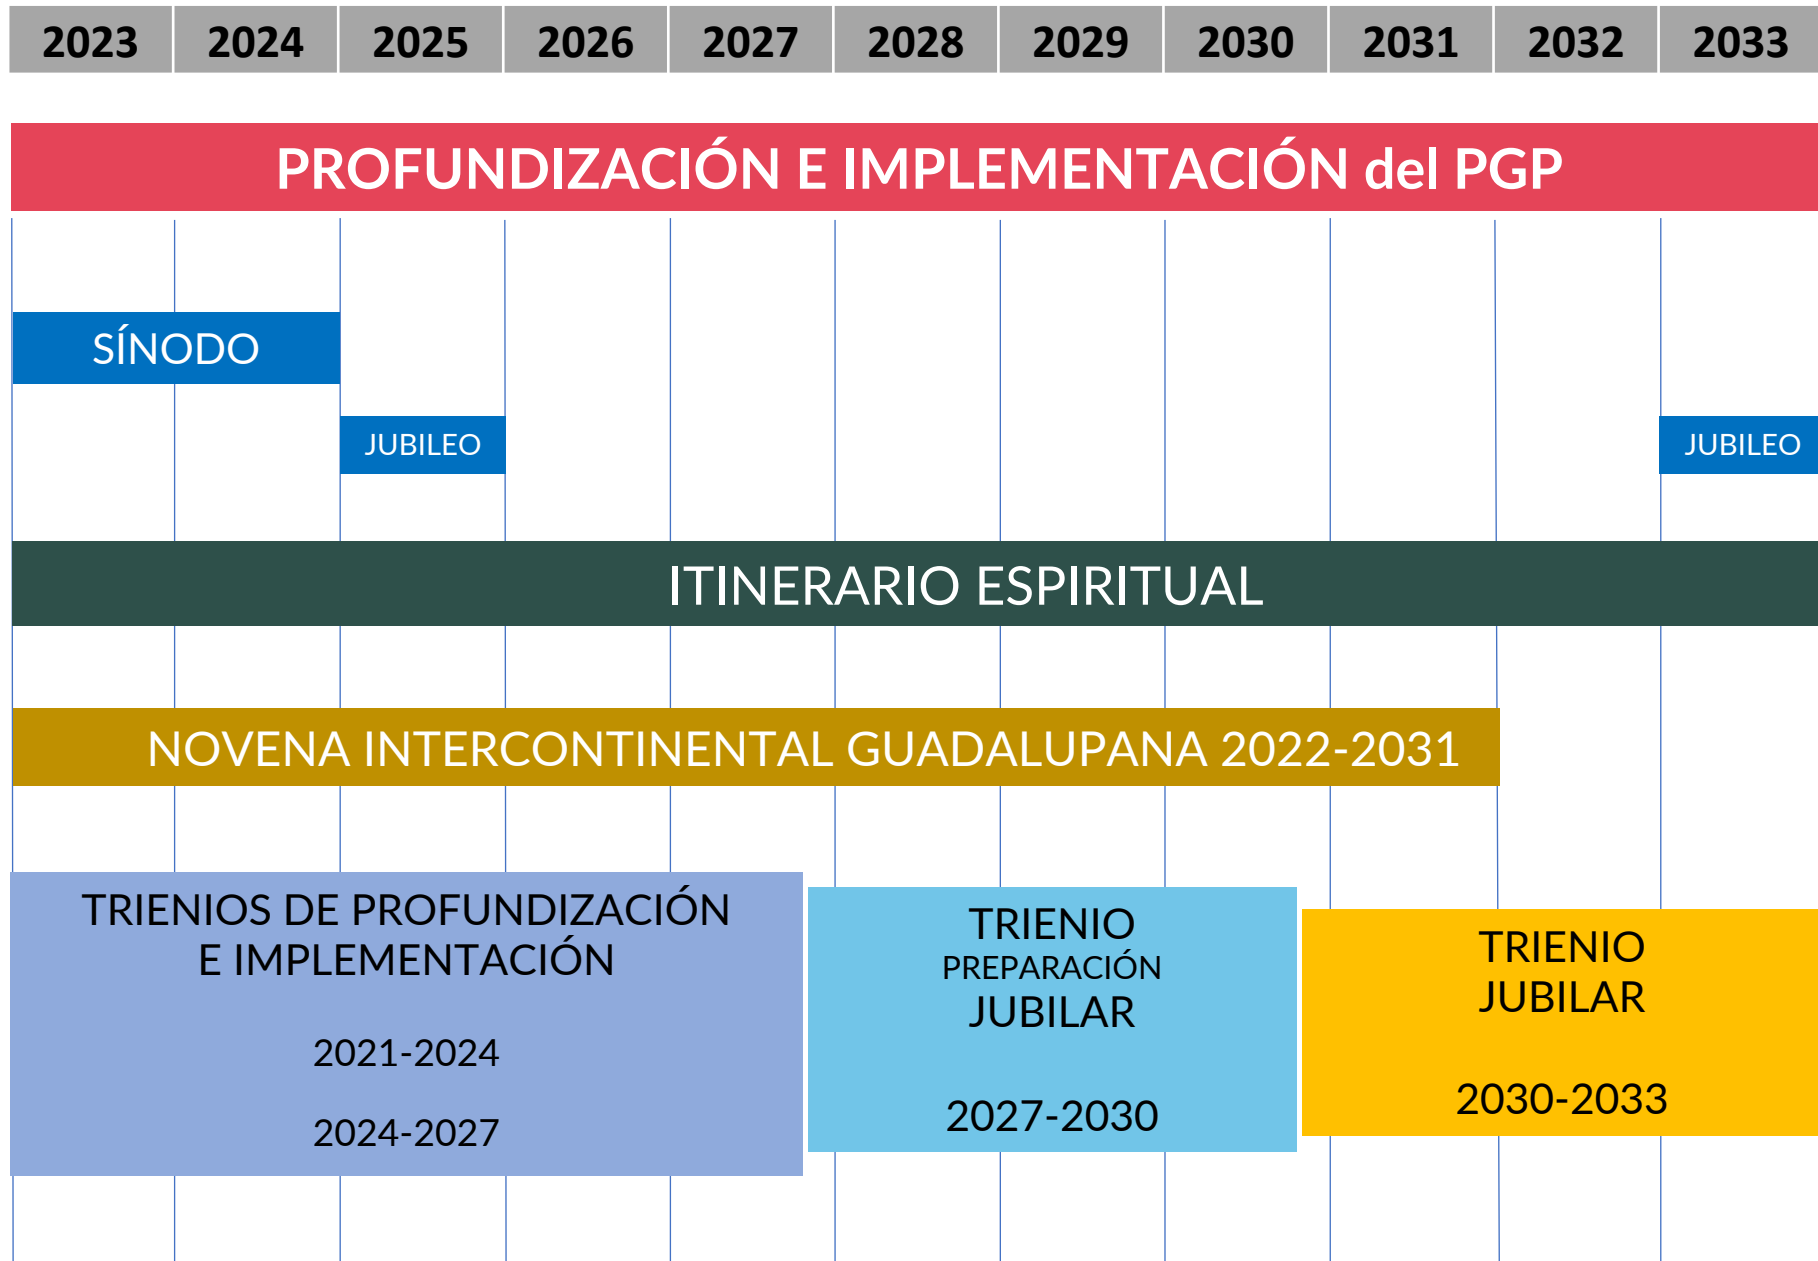 2023 2024 2025 2026 2027 2028 2029 2030 2031 2032 2033
PROFUNDIZACIÓN E IMPLEMENTACIÓN del PGP
SÍNODO
JUBILEO
JUBILEO
ITINERARIO ESPIRITUAL
NOVENA INTERCONTINENTAL GUADALUPANA 2022-2031
TRIENIOS DE PROFUNDIZACIÓN
E IMPLEMENTACIÓN
2021-2024
2024-2027
TRIENIO
PREPARACIÓN
JUBILAR
2027-2030
TRIENIO
JUBILAR
2030-2033